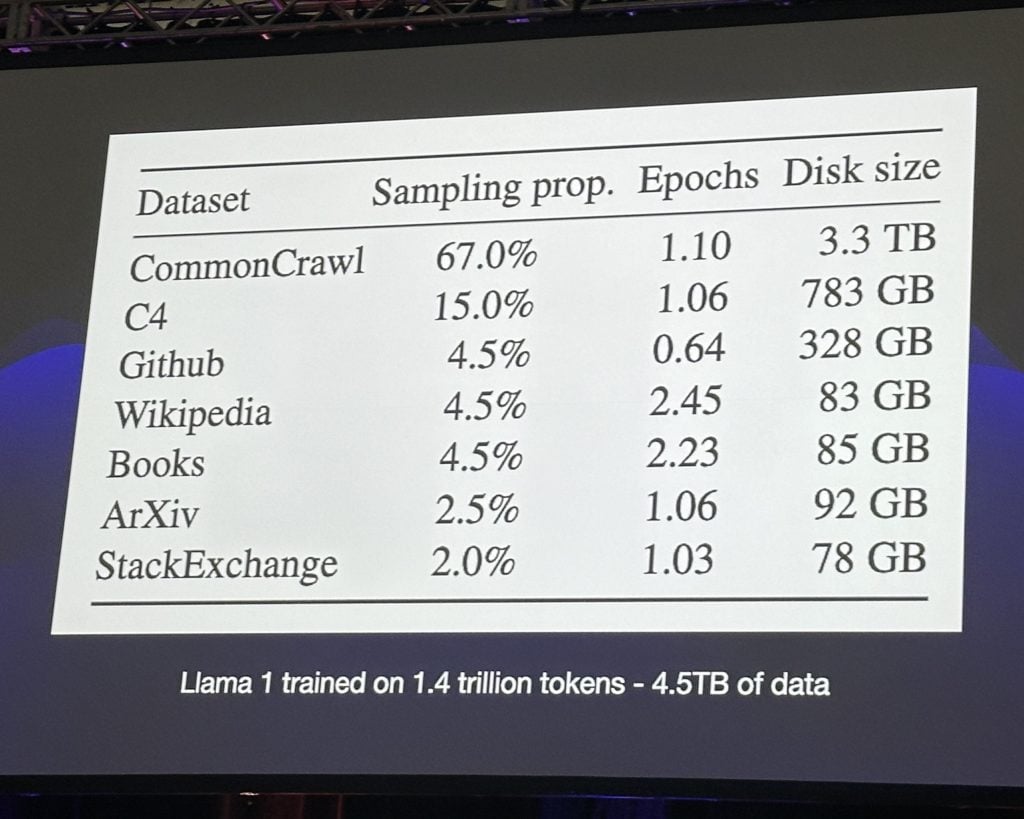 Dataset Sampling prop. Epochs Disk size
CommonCrawl 67.0% 1.10 3.3 TB
C4 15.0% 1.06 783 GB
Github 4.5% 0.64 328 GB
Wikipedia 4.5% 2.45 83 GB
Books 4.5% 2.23 85 GB
ArXiv 2.5% 1.06 92 GB
StackExchange 2.0% 1.03 78 GB
Llama 1 trained on 1.4 trillion tokens - 4.5TB of data